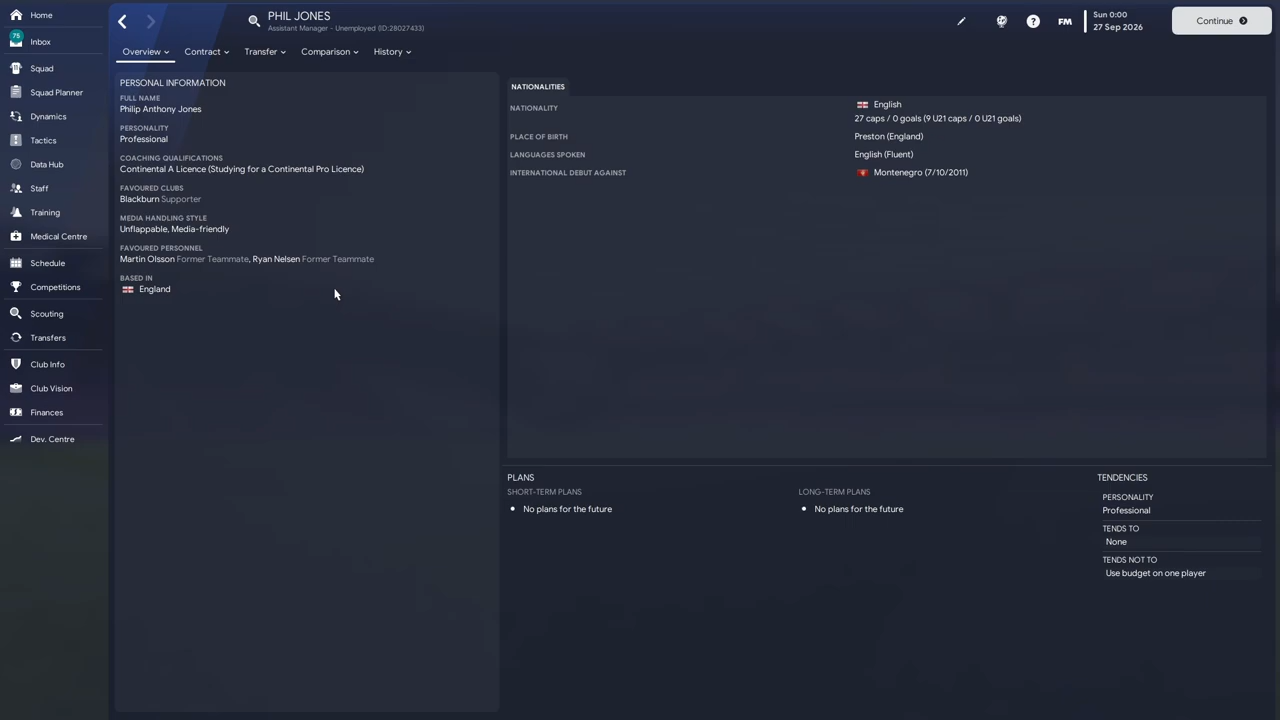 Home
75
Inbox
Squad
Squad Planner
Dynamics
Tactics
Data Hub
Staff
Training
Medical Centre
Schedule
Competitions
Scouting
Transfers
Club Info
Club Vision
Finances
Dev. Centre
PHIL JONES
Assistant Manager - Unemployed (ID:28027433)
?
FM
Sun 0:00
27 Sep 2026
Continue
Overview
Contract
Transfer
Comparison
History
PERSONAL INFORMATION
FULL NAME
Philip Anthony Jones
PERSONALITY
Professional
COACHING QUALIFICATIONS
Continental A Licence (Studying for a Continental Pro Licence)
FAVOURED CLUBS
Blackburn Supporter
MEDIA HANDLING STYLE
Unflappable, Media-friendly
FAVOURED PERSONNEL
Martin Olsson Former Teammate, Ryan Nelsen Former Teammate
BASED IN
England
NATIONALITIES
NATIONALITY
English
27 caps / 0 goals (9 U21 caps / 0 U21 goals)
PLACE OF BIRTH
Preston (England)
LANGUAGES SPOKEN
English (Fluent)
INTERNATIONAL DEBUT AGAINST
Montenegro (7/10/2011)
PLANS
SHORT-TERM PLANS
No plans for the future
LONG-TERM PLANS
No plans for the future
TENDENCIES
PERSONALITY
Professional
TENDS TO
None
TENDS NOT TO
Use budget on one player